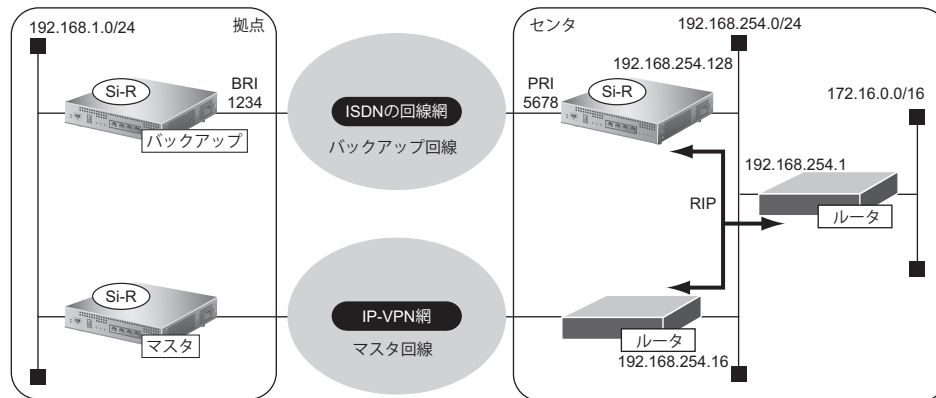 192.168.1.0/24
拠点
Si-R
バックアップ
BRI
1234
ISDNの回線網
バックアップ回線
Si-R
マスタ
IP-VPN網
マスタ回線
センタ
192.168.254.0/24
192.168.254.128
PRI
5678
Si-R
172.16.0.0/16
192.168.254.1
ルータ
RIP
ルータ
192.168.254.16